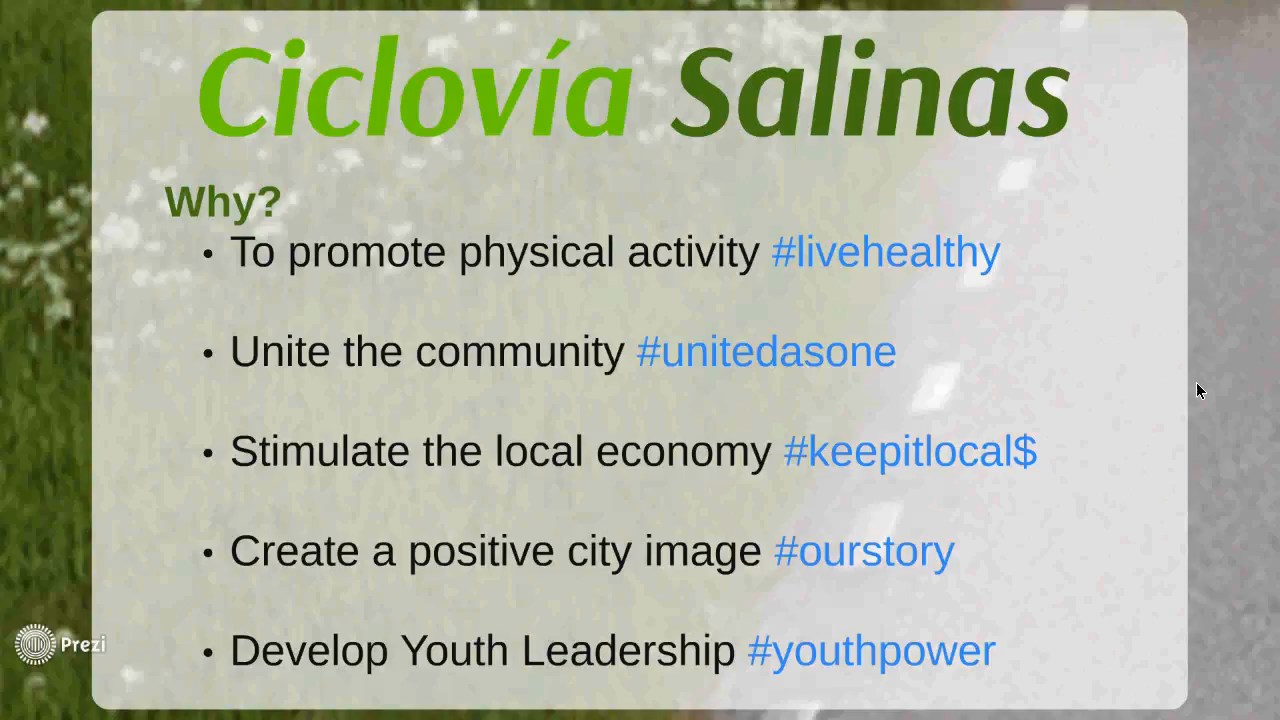 Ciclovía Salinas
Why?
• To promote physical activity #livehealthy
• Unite the community #unitedasone
• Stimulate the local economy #keepitlocal$
• Create a positive city image #ourstory
• Develop Youth Leadership #youthpower
Prezi